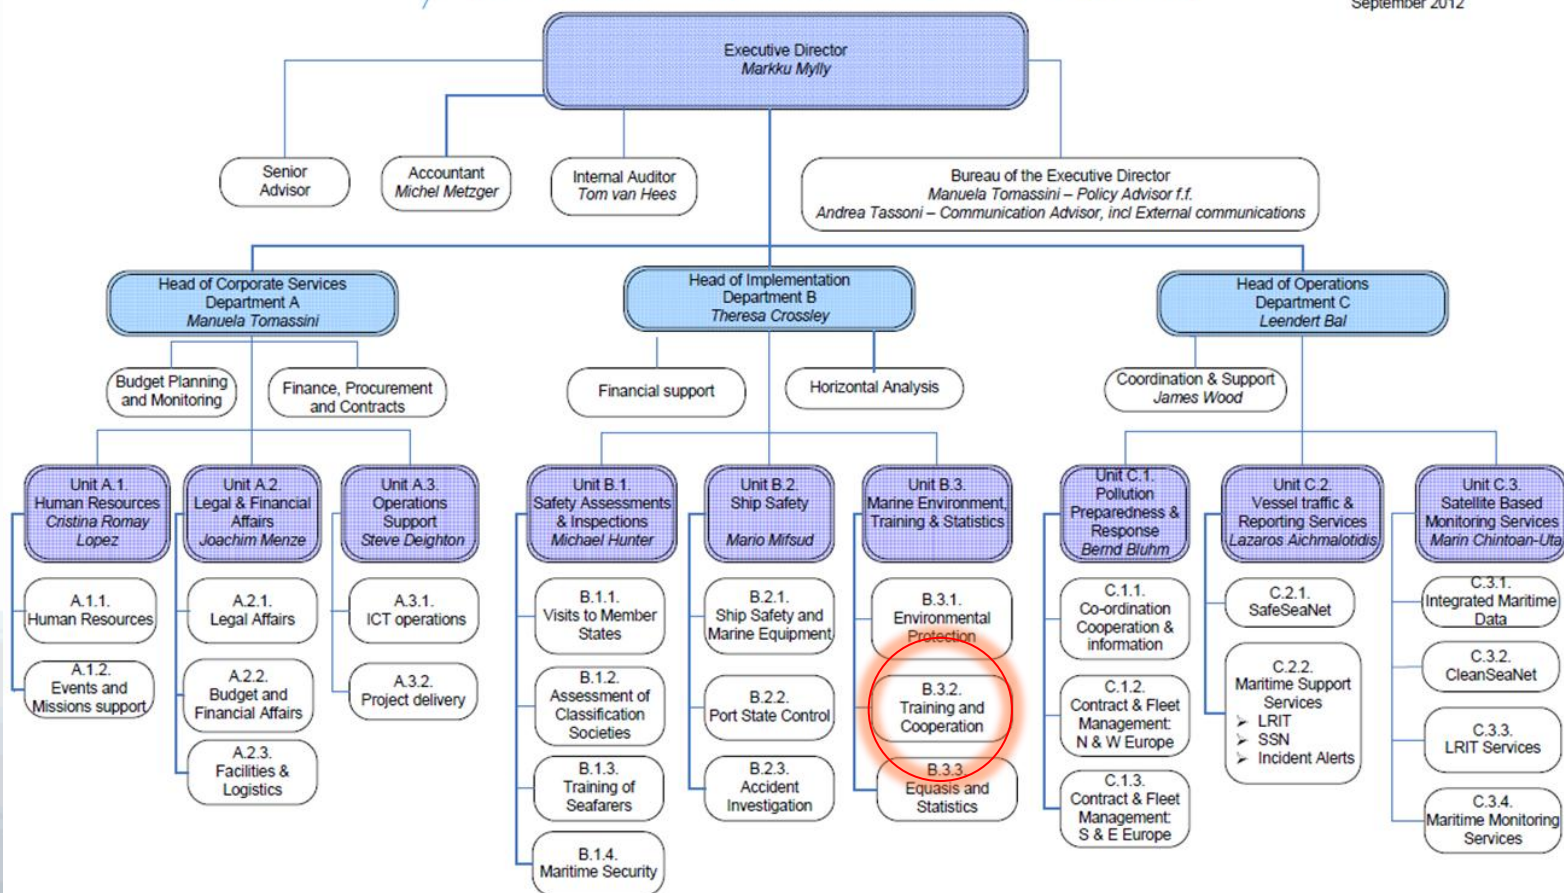 September 2012
Executive Director
Markku Mylly
Senior
Advisor
Accountant
Michel Metzger
Internal Auditor
Tom van Hees
Bureau of the Executive Director
Manuela Tomassini – Policy Advisor f.f.
Andrea Tassoni – Communication Advisor, incl External communications
Head of Corporate Services
Department A
Manuela Tomassini
Head of Implementation
Department B
Theresa Crossley
Head of Operations
Department C
Leendert Bal
Budget Planning
and Monitoring
Finance, Procurement
and Contracts
Financial support
Horizontal Analysis
Coordination & Support
James Wood
Unit A.1.
Human Resources
Cristina Romay
Lopez
Unit A.2.
Legal & Financial
Affairs
Joachim Menze
Unit A.3.
Operations
Support
Steve Deighton
Unit B.1.
Safety Assessments
& Inspections
Michael Hunter
Unit B.2.
Ship Safety
Mario Mifsud
Unit B.3.
Marine Environment,
Training & Statistics
Unit C.1.
Pollution
Preparedness &
Response
Bernd Bluhm
Unit C.2.
Vessel traffic &
Reporting Services
Lazaros Aichmalotidis
Unit C.3.
Satellite Based
Monitoring Services
Marin Chintoan-Uta
A.1.1.
Human Resources
A.1.2.
Events and
Missions support
A.2.1.
Legal Affairs
A.2.2.
Budget and
Financial Affairs
A.2.3.
Facilities &
Logistics
A.3.1.
ICT operations
A.3.2.
Project delivery
B.1.1.
Visits to Member
States
B.1.2.
Assessment of
Classification
Societies
B.1.3.
Training of
Seafarers
B.1.4.
Maritime Security
B.2.1.
Ship Safety and
Marine Equipment
B.2.2.
Port State Control
B.2.3.
Accident
Investigation
B.3.1.
Environmental
Protection
B.3.2.
Training and
Cooperation
B.3.3.
Equasis and
Statistics
C.1.1.
Co-ordination
Cooperation &
information
C.1.2.
Contract & Fleet
Management:
N & W Europe
C.1.3.
Contract & Fleet
Management:
S & E Europe
C.2.1.
SafeSeaNet
C.2.2.
Maritime Support
Services
➢ LRIT
➢ SSN
➢ Incident Alerts
C.3.1.
Integrated Maritime
Data
C.3.2.
CleanSeaNet
C.3.3.
LRIT Services
C.3.4.
Maritime Monitoring
Services